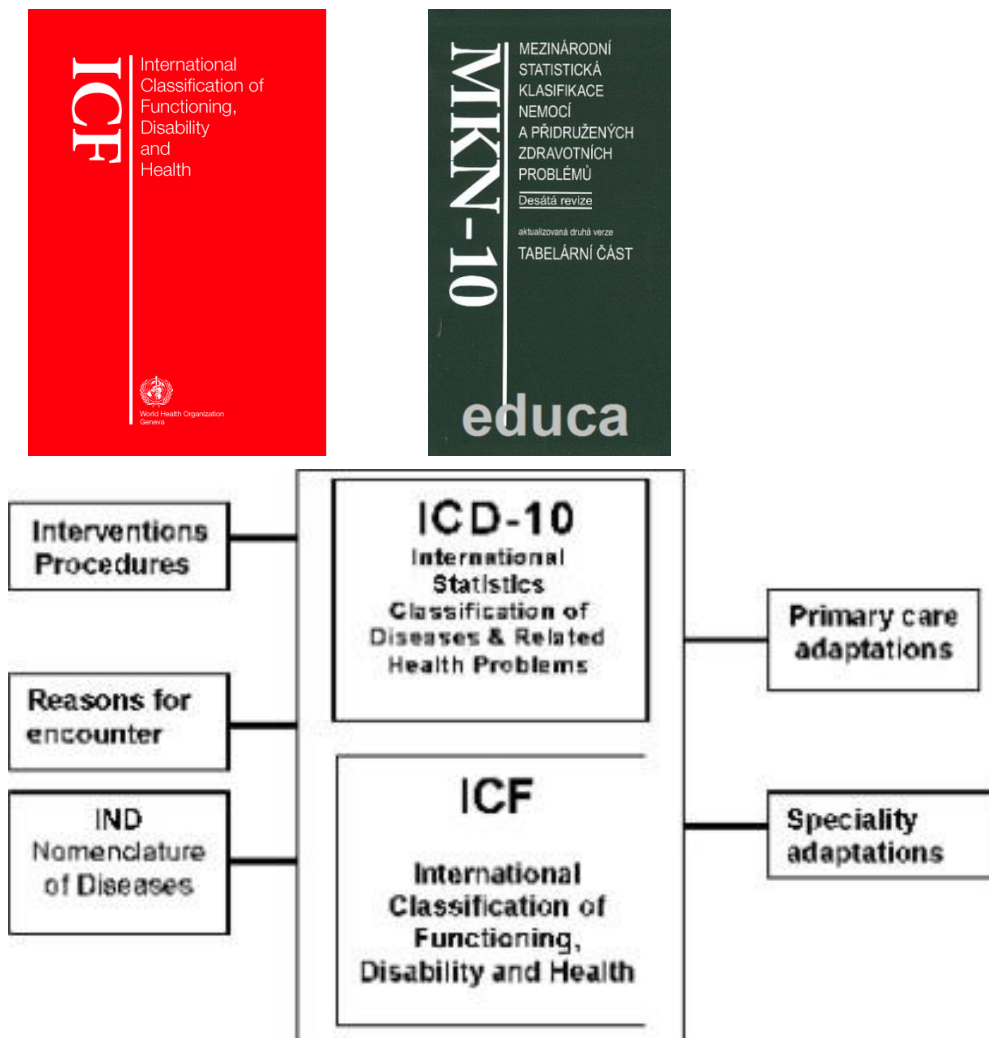 ICF
International
Classification of
Functioning,
Disability
and
Health
World Health Organization
Geneva
MKN-10
MEZINÁRODNÍ
STATISTICKÁ
KLASIFIKACE
NEMOCÍ
A PŘIDRUŽENÝCH
ZDRAVOTNÍCH
PROBLÉMŮ
Desátá revize
aktualizovaná druhá verze
TABELÁRNÍ ČÁST
educa
Interventions
Procedures
Reasons for
encounter
IND
Nomenclature
of Diseases
ICD-10
International
Statistics
Classification of
Diseases & Related
Health Problems
ICF
International
Classification of
Functioning,
Disability and Health
Primary care
adaptations
Speciality
adaptations